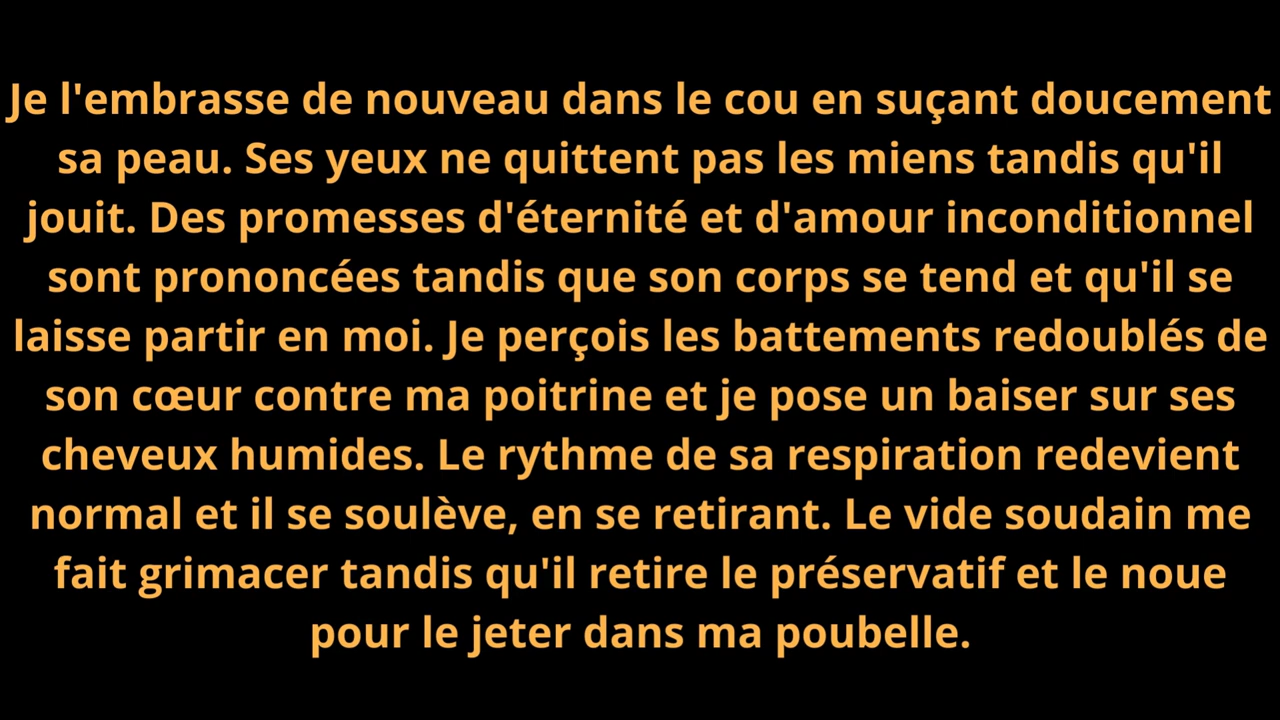 Je l'embrasse de nouveau dans le cou en suçant doucement
sa peau. Ses yeux ne quittent pas les miens tandis qu'il
jouit. Des promesses d'éternité et d'amour inconditionnel
sont prononcées tandis que son corps se tend et qu'il se
laisse partir en moi. Je perçois les battements redoublés de
son cœur contre ma poitrine et je pose un baiser sur ses
cheveux humides. Le rythme de sa respiration redevient
normal et il se soulève, en se retirant. Le vide soudain me
fait grimacer tandis qu'il retire le préservatif et le noue
pour le jeter dans ma poubelle.